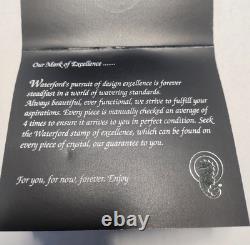 Our Mark of Excellence ......
Waterford's pursuit of design excellence is forever
steadfast in a world of wavering standards.
Always beautiful, ever functional, we strive to fulfill your
aspirations. Every piece is manually checked an average of
4 times to ensure it arrives to you in perfect condition. Seek
the Waterford stamp of excellence, which can be found on
every piece of crystal, our guarantee to you.
For you, for now, forever. Enjoy